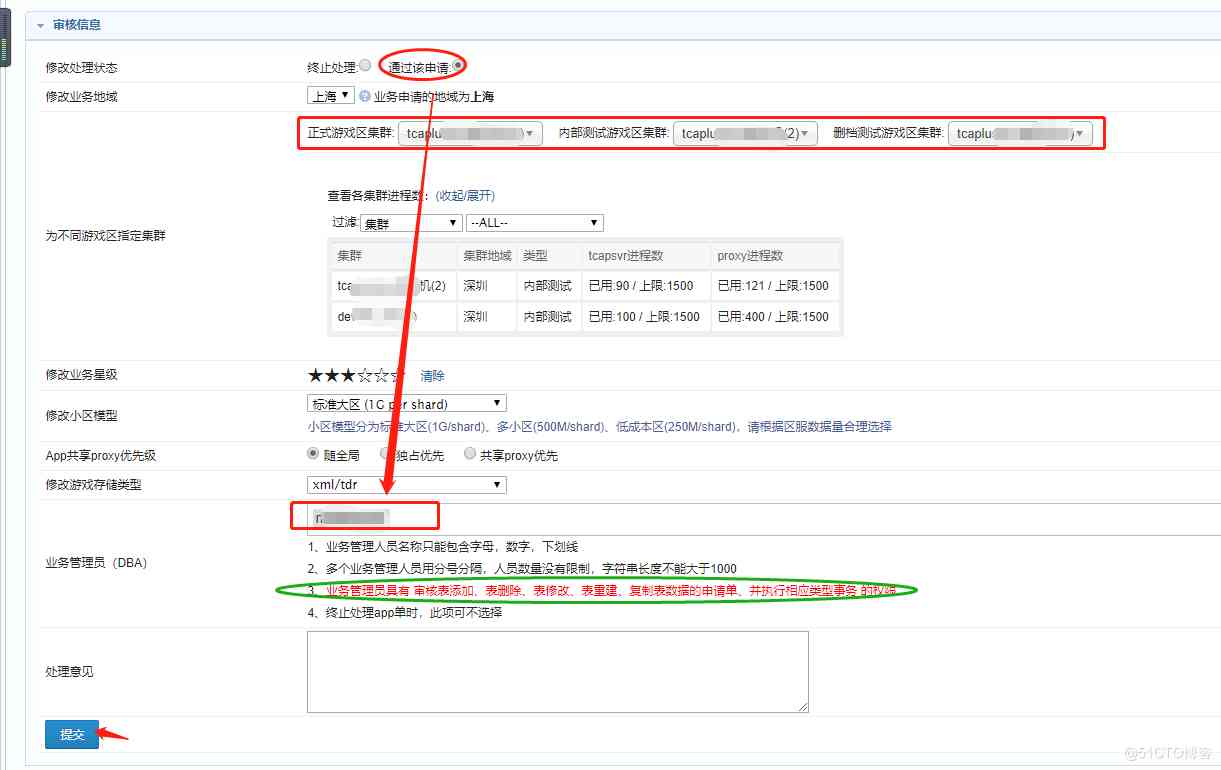 审核信息
修改处理状态 终止处理: 通过该申请:
修改业务地域 上海 业务申请的地域为上海
正式游戏区集群: tcaplu ) 内部测试游戏区集群: tcaplu (2) 删档测试游戏区集群: tcaplu )
查看各集群进程数: (收起/展开)
过滤: 集群 --ALL--
为不同游戏区指定集群
集群 集群地域 类型 tcapsvr进程数 proxy进程数
tca 机(2) 深圳 内部测试 已用:90 / 上限:1500 已用:121 / 上限:1500
dev ) 深圳 内部测试 已用:100 / 上限:1500 已用:400 / 上限:1500
修改业务星级 ★★★☆☆☆ 清除
修改小区模型 标准大区 (1G per shard)
小区模型分为标准大区(1G/shard)、多小区(500M/shard)、低成本区(250M/shard)，请根据区服数据量合理选择
App共享proxy优先级 随全局 独占优先 共享proxy优先
修改游戏存储类型 xml/tdr
业务管理员（DBA）
1、业务管理人员名称只能包含字母，数字，下划线
2、多个业务管理人员用分号分隔，人员数量没有限制，字符串长度不能大于1000
3、业务管理员具有 审核表添加、表删除、表修改、表重建、复制表数据的申请单、并执行相应类型事务 的权限
4、终止处理app单时，此项可不选择
处理意见
提交
@51CTO博客